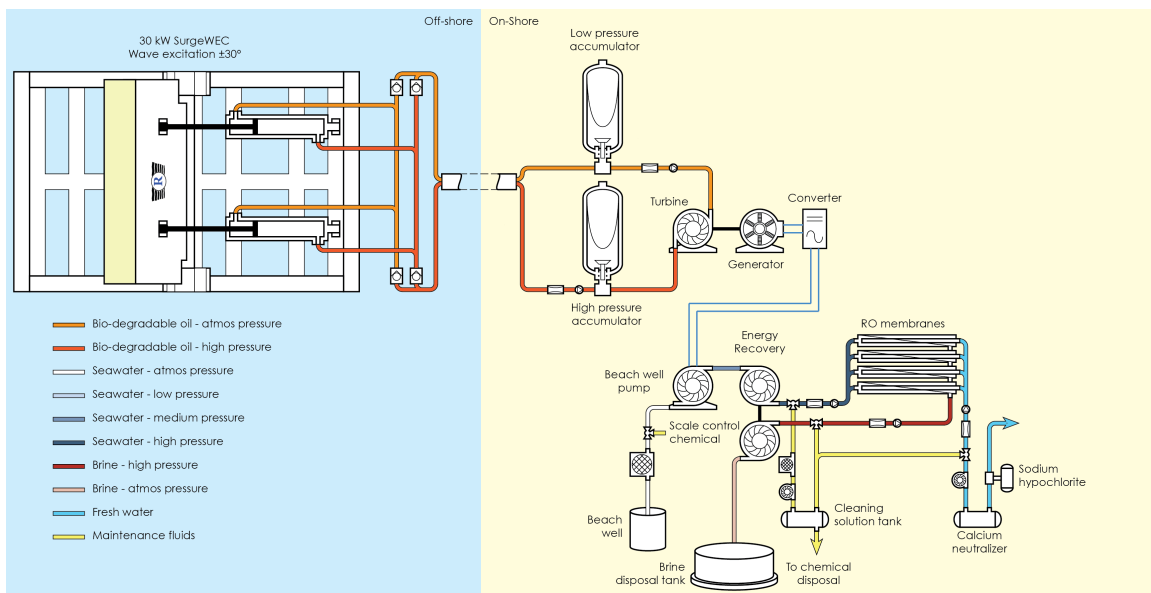 Off-shore
On-Shore
30 kW SurgeWEC
Wave excitation ±30°
Low pressure
accumulator
R
Turbine
Converter
Generator
High pressure
accumulator
Bio-degradable oil - atmos pressure
Bio-degradable oil - high pressure
Seawater - atmos pressure
Seawater - low pressure
Seawater - medium pressure
Seawater - high pressure
Brine - high pressure
Brine - atmos pressure
Fresh water
Maintenance fluids
Energy
Recovery
RO membranes
Beach well
pump
Scale control
chemical
Sodium
hypochlorite
Beach
well
Cleaning
solution tank
Calcium
neutralizer
Brine
disposal tank
To chemical
disposal